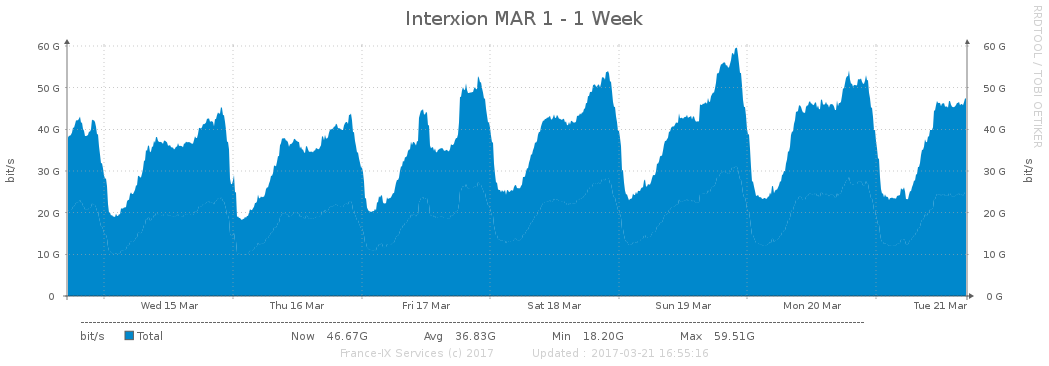 Interxion MAR 1 - 1 Week
RRDTOOL / TOBI OETIKER
bit/s
60 G
50 G
40 G
30 G
20 G
10 G
0
60 G
50 G
40 G
30 G
20 G
10 G
0 G
bit/s
Wed 15 Mar Thu 16 Mar Fri 17 Mar Sat 18 Mar Sun 19 Mar Mon 20 Mar Tue 21 Mar
bit/s Total Now 46.67G Avg 36.83G Min 18.20G Max 59.51G
France-IX Services (c) 2017 Updated : 2017-03-21 16:55:16